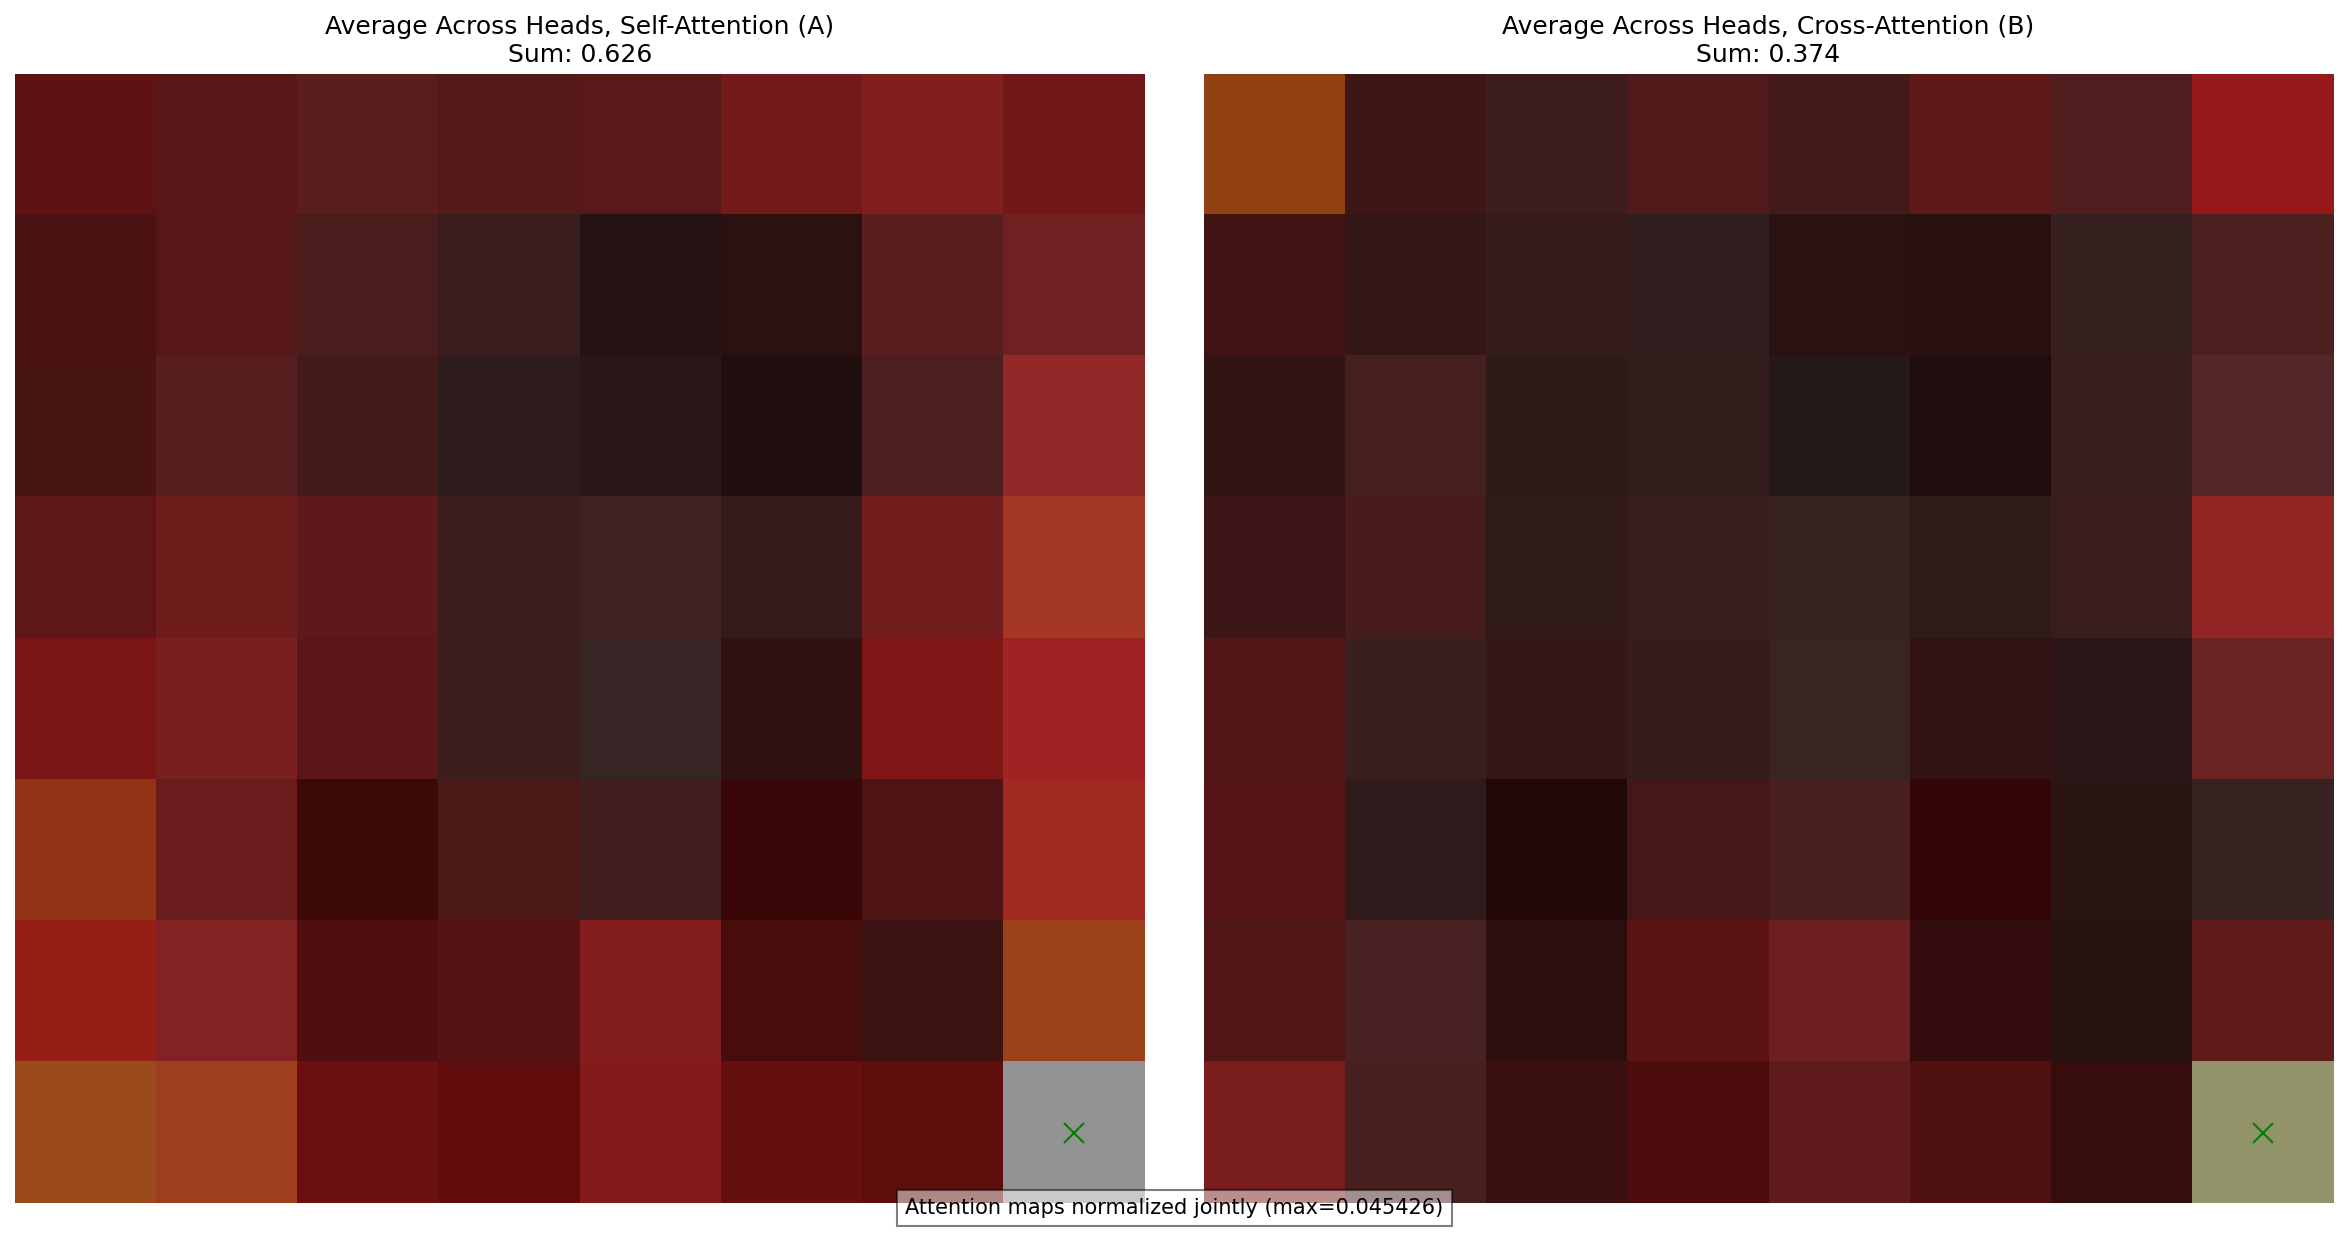 Average Across Heads, Self-Attention (A)
Sum: 0.626
Average Across Heads, Cross-Attention (B)
Sum: 0.374
Attention maps normalized jointly (max=0.045426)